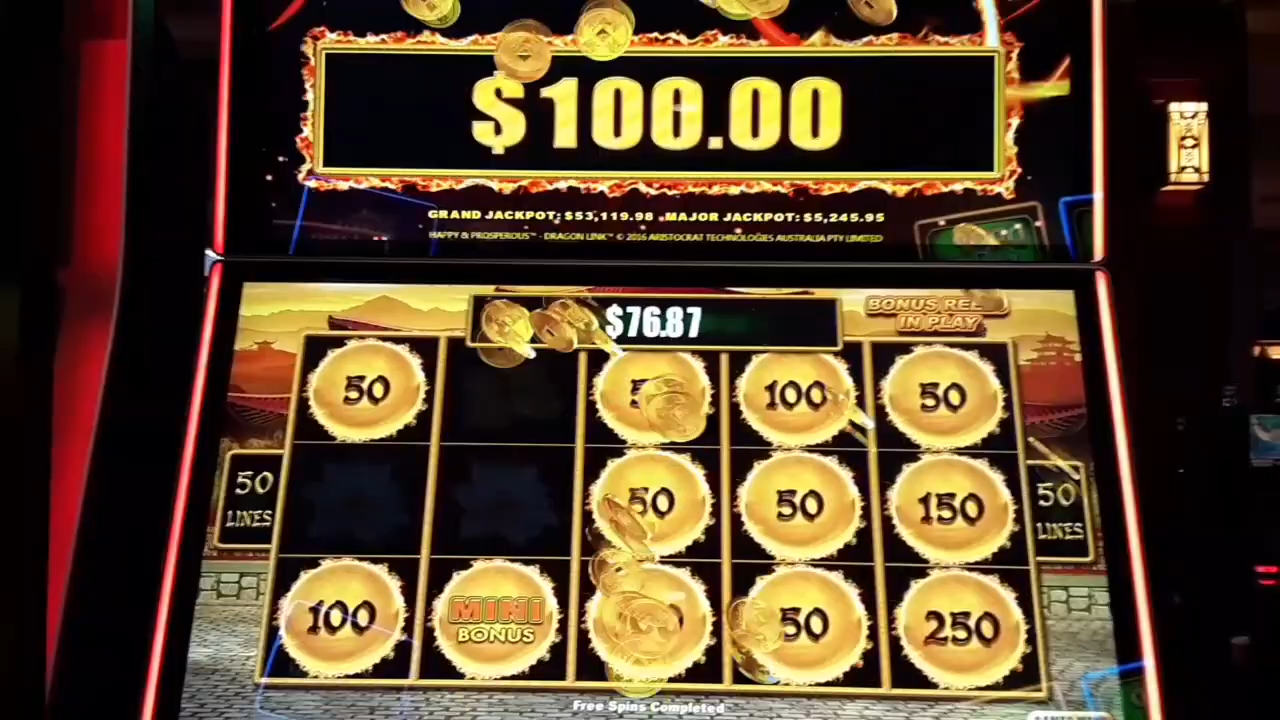 $100.00
GRAND JACKPOT: $53,119.98 MAJOR JACKPOT: $5,245.95
HAPPY & PROSPEROUS™ - DRAGON LINK™ © 2016 ARISTOCRAT TECHNOLOGIES AUSTRALIA PTY LIMITED
$76.87
BONUS
IN PLAY
50 100 50
50 LINES
50 50 150
50 LINES
100
MINI
BONUS
50 250
Free Spins Completed